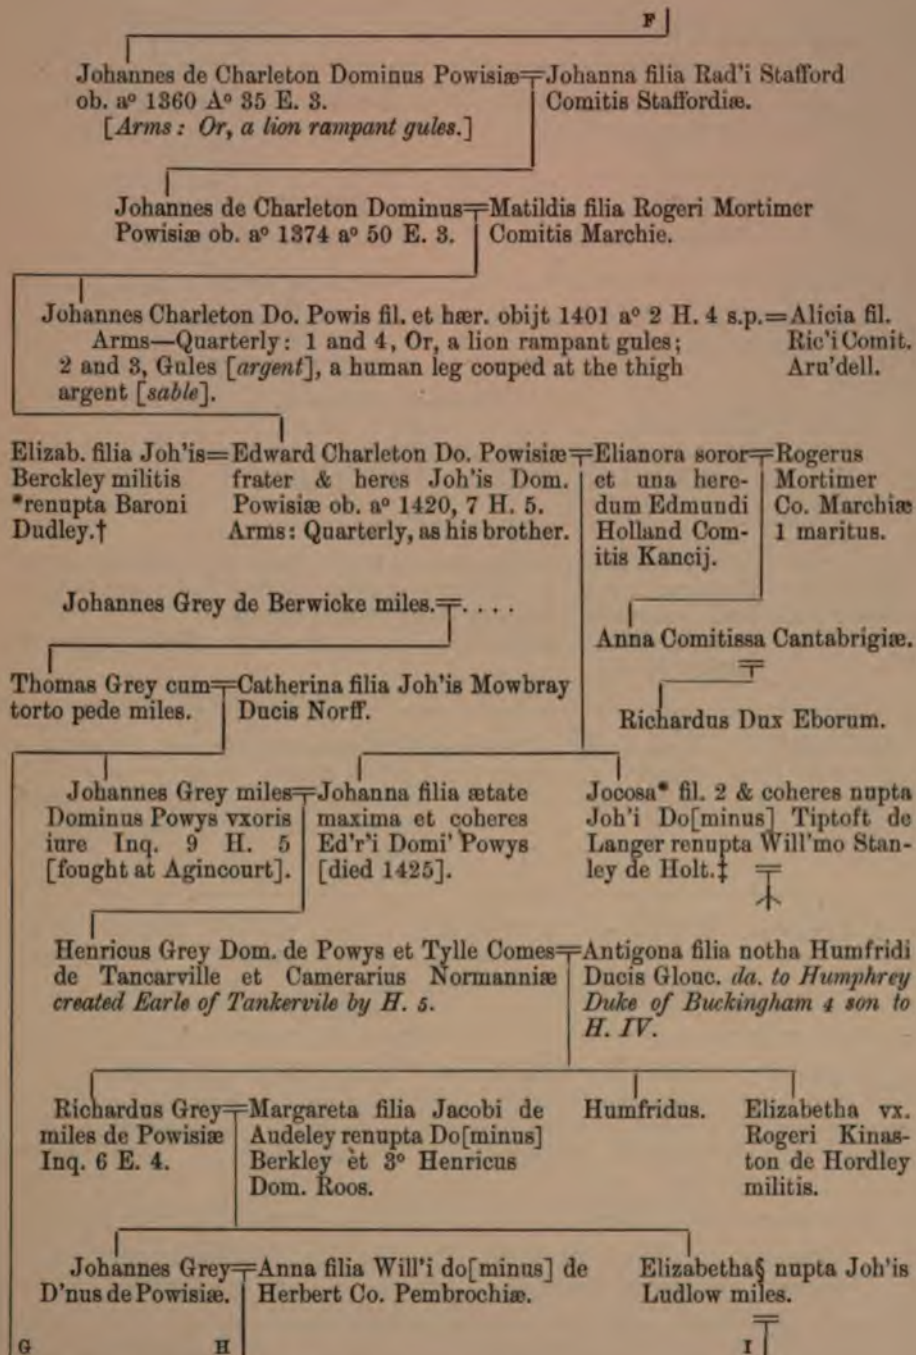 F
Johannes de Charleton Dominus Powisiæ=Johanna filia Rad'i Stafford
ob. aº 1360 Aº 35 E. 3. Comitis Staffordiæ.
[Arms: Or, a lion rampant gules.]
Johannes de Charleton Dominus=Matildis filia Rogeri Mortimer
Powisiæ ob. aº 1374 aº 50 E. 3. Comitis Marchie.
Johannes Charleton Do. Powis fil. et hær. obijt 1401 aº 2 H. 4 s.p.=Alicia fil.
Arms—Quarterly: 1 and 4, Or, a lion rampant gules; Ric'i Comit.
2 and 3, Gules [argent], a human leg couped at the thigh Aru'dell.
argent [sable].
Elizab. filia Joh'is=Edward Charleton Do. Powisiæ=Elianora soror=Rogerus
Berckley militis frater & heres Joh'is Dom. et una here- Mortimer
*renupta Baroni Powisiæ ob. aº 1420, 7 H. 5. dum Edmundi Co. Marchiæ
Dudley.† Arms: Quarterly, as his brother. Holland Com- 1 maritus.
itis Kancij.
Johannes Grey de Berwicke miles.=. . . .
Anna Comitissa Cantabrigiæ.
Thomas Grey cum=Catherina filia Joh'is Mowbray
torto pede miles. Ducis Norff.
Richardus Dux Eborum.
Johannes Grey miles=Johanna filia ætate Jocosa* fil. 2 & coheres nupta
Dominus Powys vxoris maxima et coheres Joh'i Do[minus] Tiptoft de
iure Inq. 9 H. 5 Ed'r'i Domi' Powys Langer renupta Will'mo Stan-
[fought at Agincourt]. [died 1425]. ley de Holt.‡
Henricus Grey Dom. de Powys et Tylle Comes=Antigona filia notha Humfridi
de Tancarville et Camerarius Normanniæ Ducis Glouc. da. to Humphrey
created Earle of Tankervile by H. 5. Duke of Buckingham 4 son to
H. IV.
Richardus Grey=Margareta filia Jacobi de Humfridus. Elizabetha vx.
miles de Powisiæ Audeley renupta Do[minus] Rogeri Kinas-
Inq. 6 E. 4. Berkley èt 3º Henricus ton de Hordley
Dom. Roos. militis.
Johannes Grey=Anna filia Will'i do[minus] de Elizabetha§ nupta Joh'is
D'nus de Powisiæ. Herbert Co. Pembrochiæ. Ludlow miles.
G H I